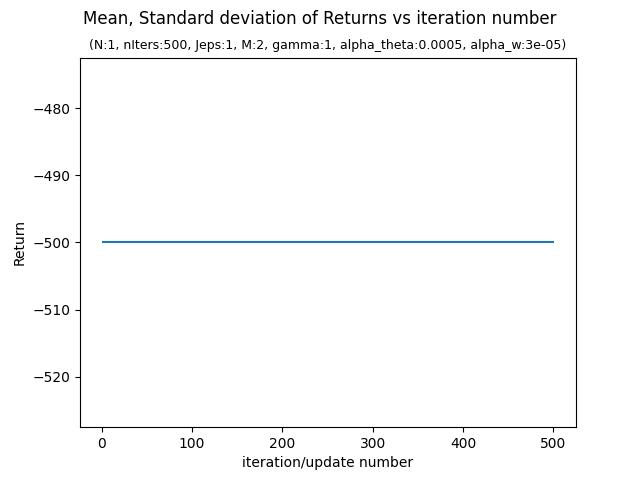 Mean, Standard deviation of Returns vs iteration number
(N:1, nIters:500, Jeps:1, M:2, gamma:1, alpha_theta:0.0005, alpha_w:3e-05)
−480
−490
−500
−510
−520
Return
0 100 200 300 400 500
iteration/update number